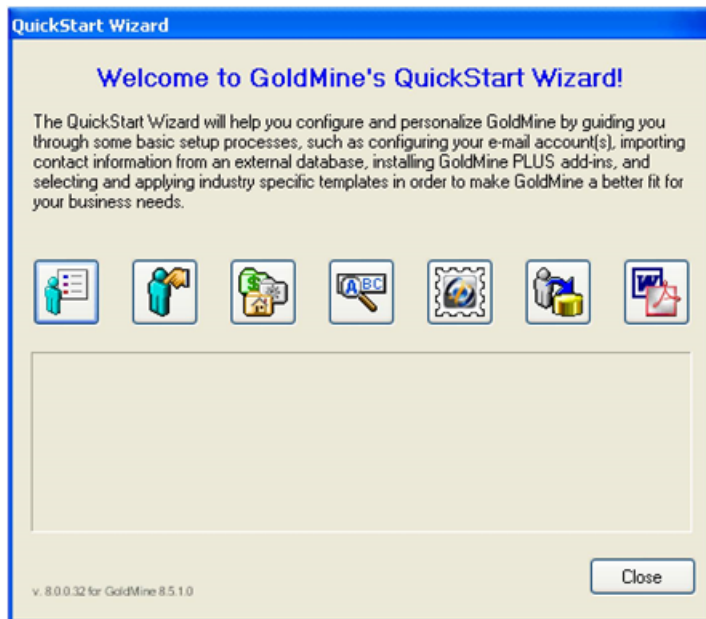 QuickStart Wizard
Welcome to GoldMine's QuickStart Wizard!
The QuickStart Wizard will help you configure and personalize GoldMine by guiding you
through some basic setup processes, such as configuring your e-mail account(s), importing
contact information from an external database, installing GoldMine PLUS add-ins, and
selecting and applying industry specific templates in order to make GoldMine a better fit for
your business needs.
ABC
W
Close
v. 8.0.0.32 for GoldMine 8.5.1.0